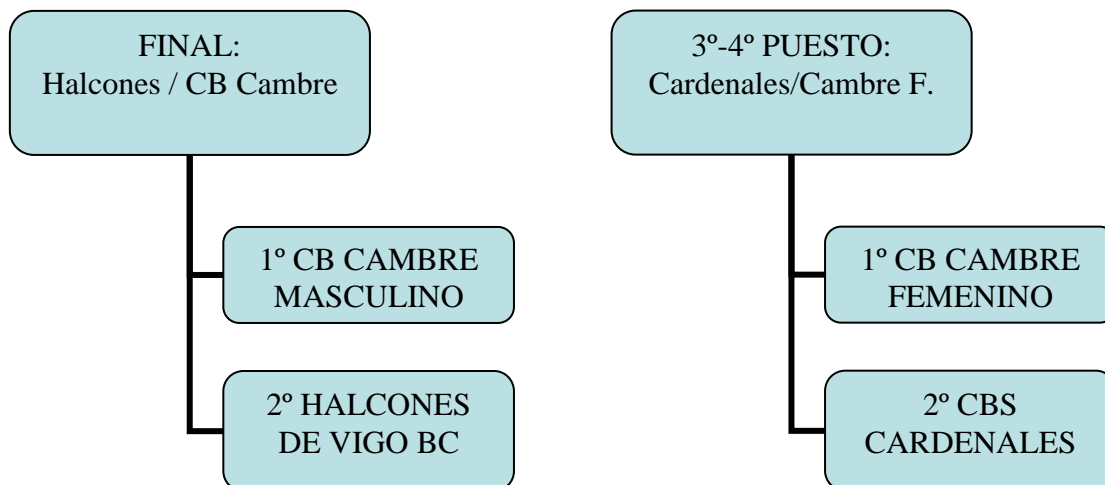 FINAL:
Halcones / CB Cambre
3º-4º PUESTO:
Cardenales/Cambre F.
1º CB CAMBRE
MASCULINO
1º CB CAMBRE
FEMENINO
2º HALCONES
DE VIGO BC
2º CBS
CARDENALES